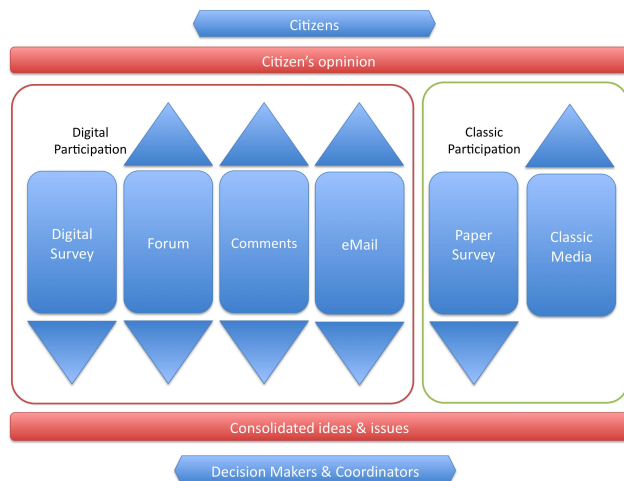 Citizens
Citizen's opninion
Digital
Participation
Classic
Participation
Digital
Survey
Forum
Comments
eMail
Paper
Survey
Classic
Media
Consolidated ideas & issues
Decision Makers & Coordinators